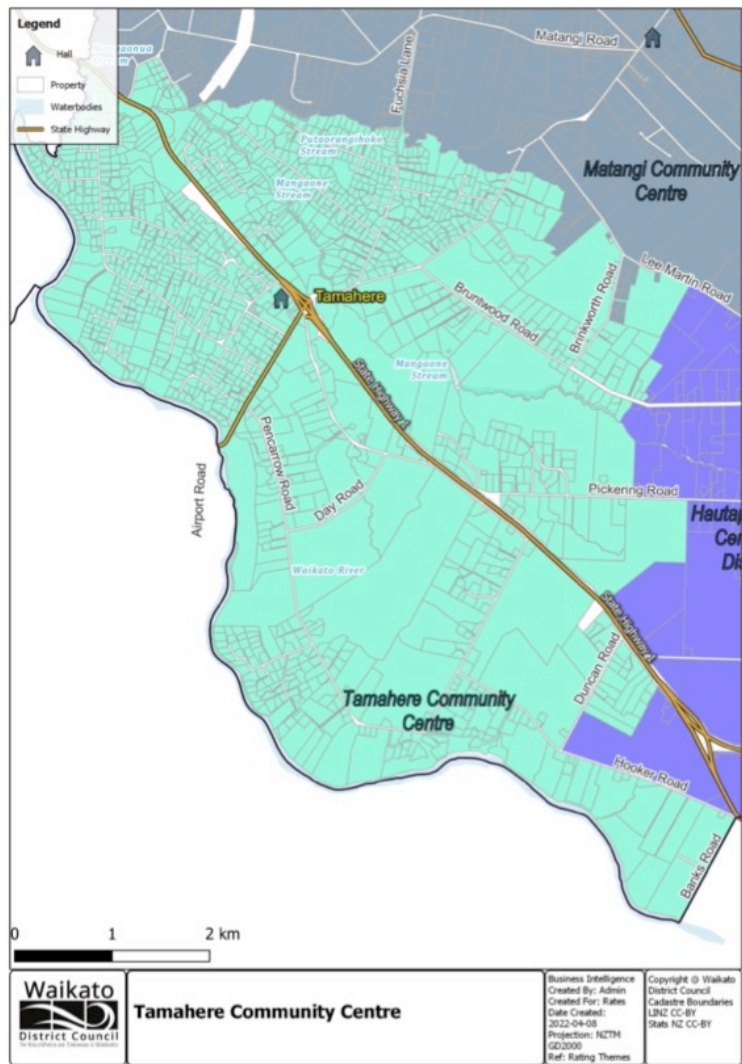 Legend
Hall
Property
Waterbodies
State Highway
Mangaonua
Stream
Matangi Road
Fuchsia Lane
Putaorangihoko
Stream
Mangaone
Stream
Matangi Community
Centre
Lee Martin Road
Tamahere
Bruntwood Road
Brinkworth Road
Mangaone
Stream
State Highway 1
Pencarrow Road
Airport Road
Day Road
Pickering Road
Waikato River
State Highway 1
Duncan Road
Tamahere Community
Centre
Hooker Road
Banks Road
0 1 2 km
Waikato
District Council
Tamahere Community Centre
Business Intelligence
Created By: Admin
Created For: Rates
Date Created:
2022-04-08
Projection: NZTM
GD2000
Ref: Rating Themes
Copyright @ Waikato
District Council
Cadastre Boundaries
LINZ CC-BY
Stats NZ CC-BY